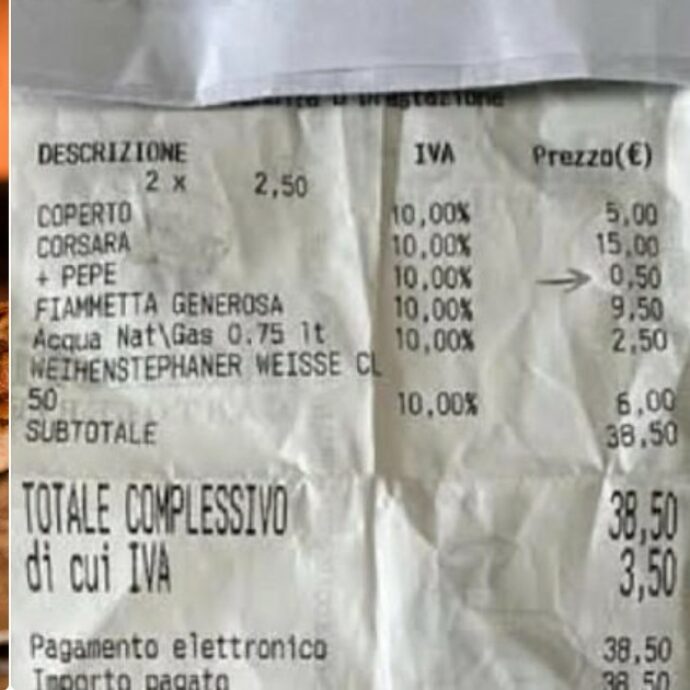 DESCRIZIONE IVA Prezzo(€)
2 x 2,50
COPERTO 10,00% 5,00
CORSARA 10,00% 15,00
+ PEPE 10,00% → 0,50
FIAMMETTA GENEROSA 10,00% 9,50
Acqua Nat\Gas 0.75 lt 10,00% 2,50
WEIHENSTEPHANER WEISSE CL
50 10,00% 6,00
SUBTOTALE 38,50
TOTALE COMPLESSIVO 38,50
di cui IVA 3,50
Pagamento elettronico 38,50
Importo pagato 38,50